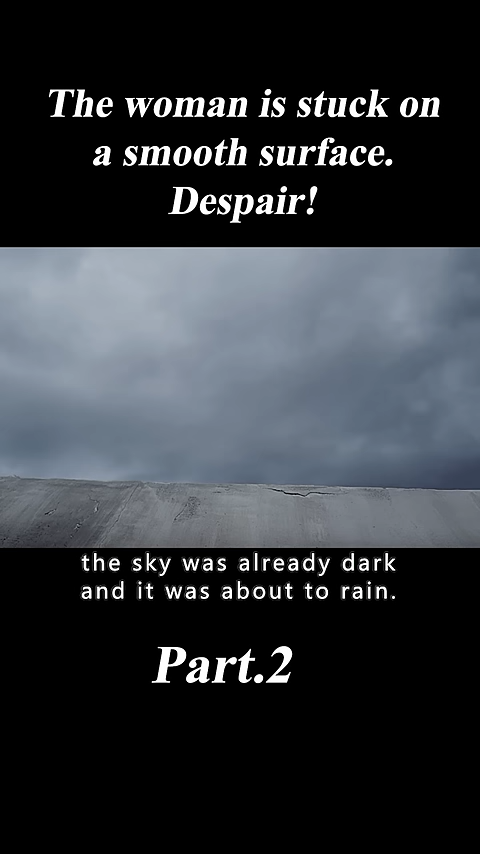 The woman is stuck on
a smooth surface.
Despair!
the sky was already dark
and it was about to rain.
Part.2